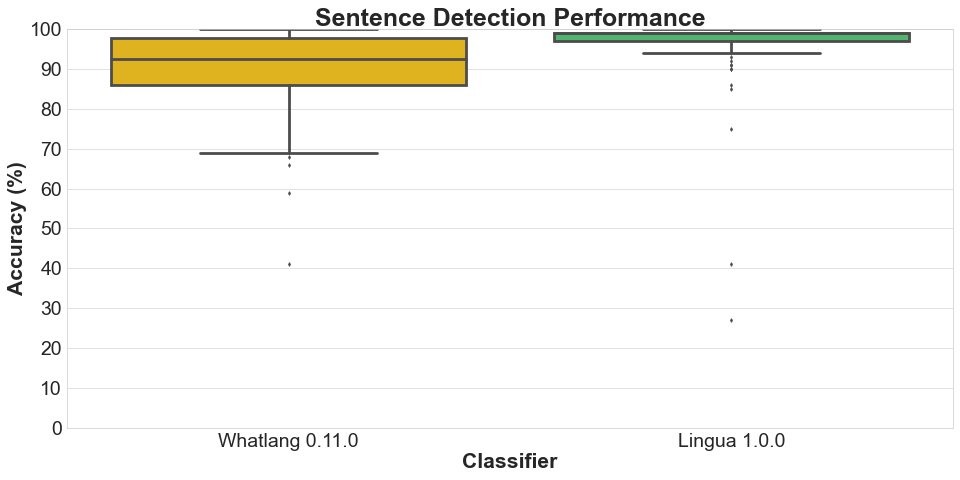 Sentence Detection Performance
100
90
80
70
60
50
40
30
20
10
0
Accuracy (%)
Whatlang 0.11.0
Lingua 1.0.0
Classifier